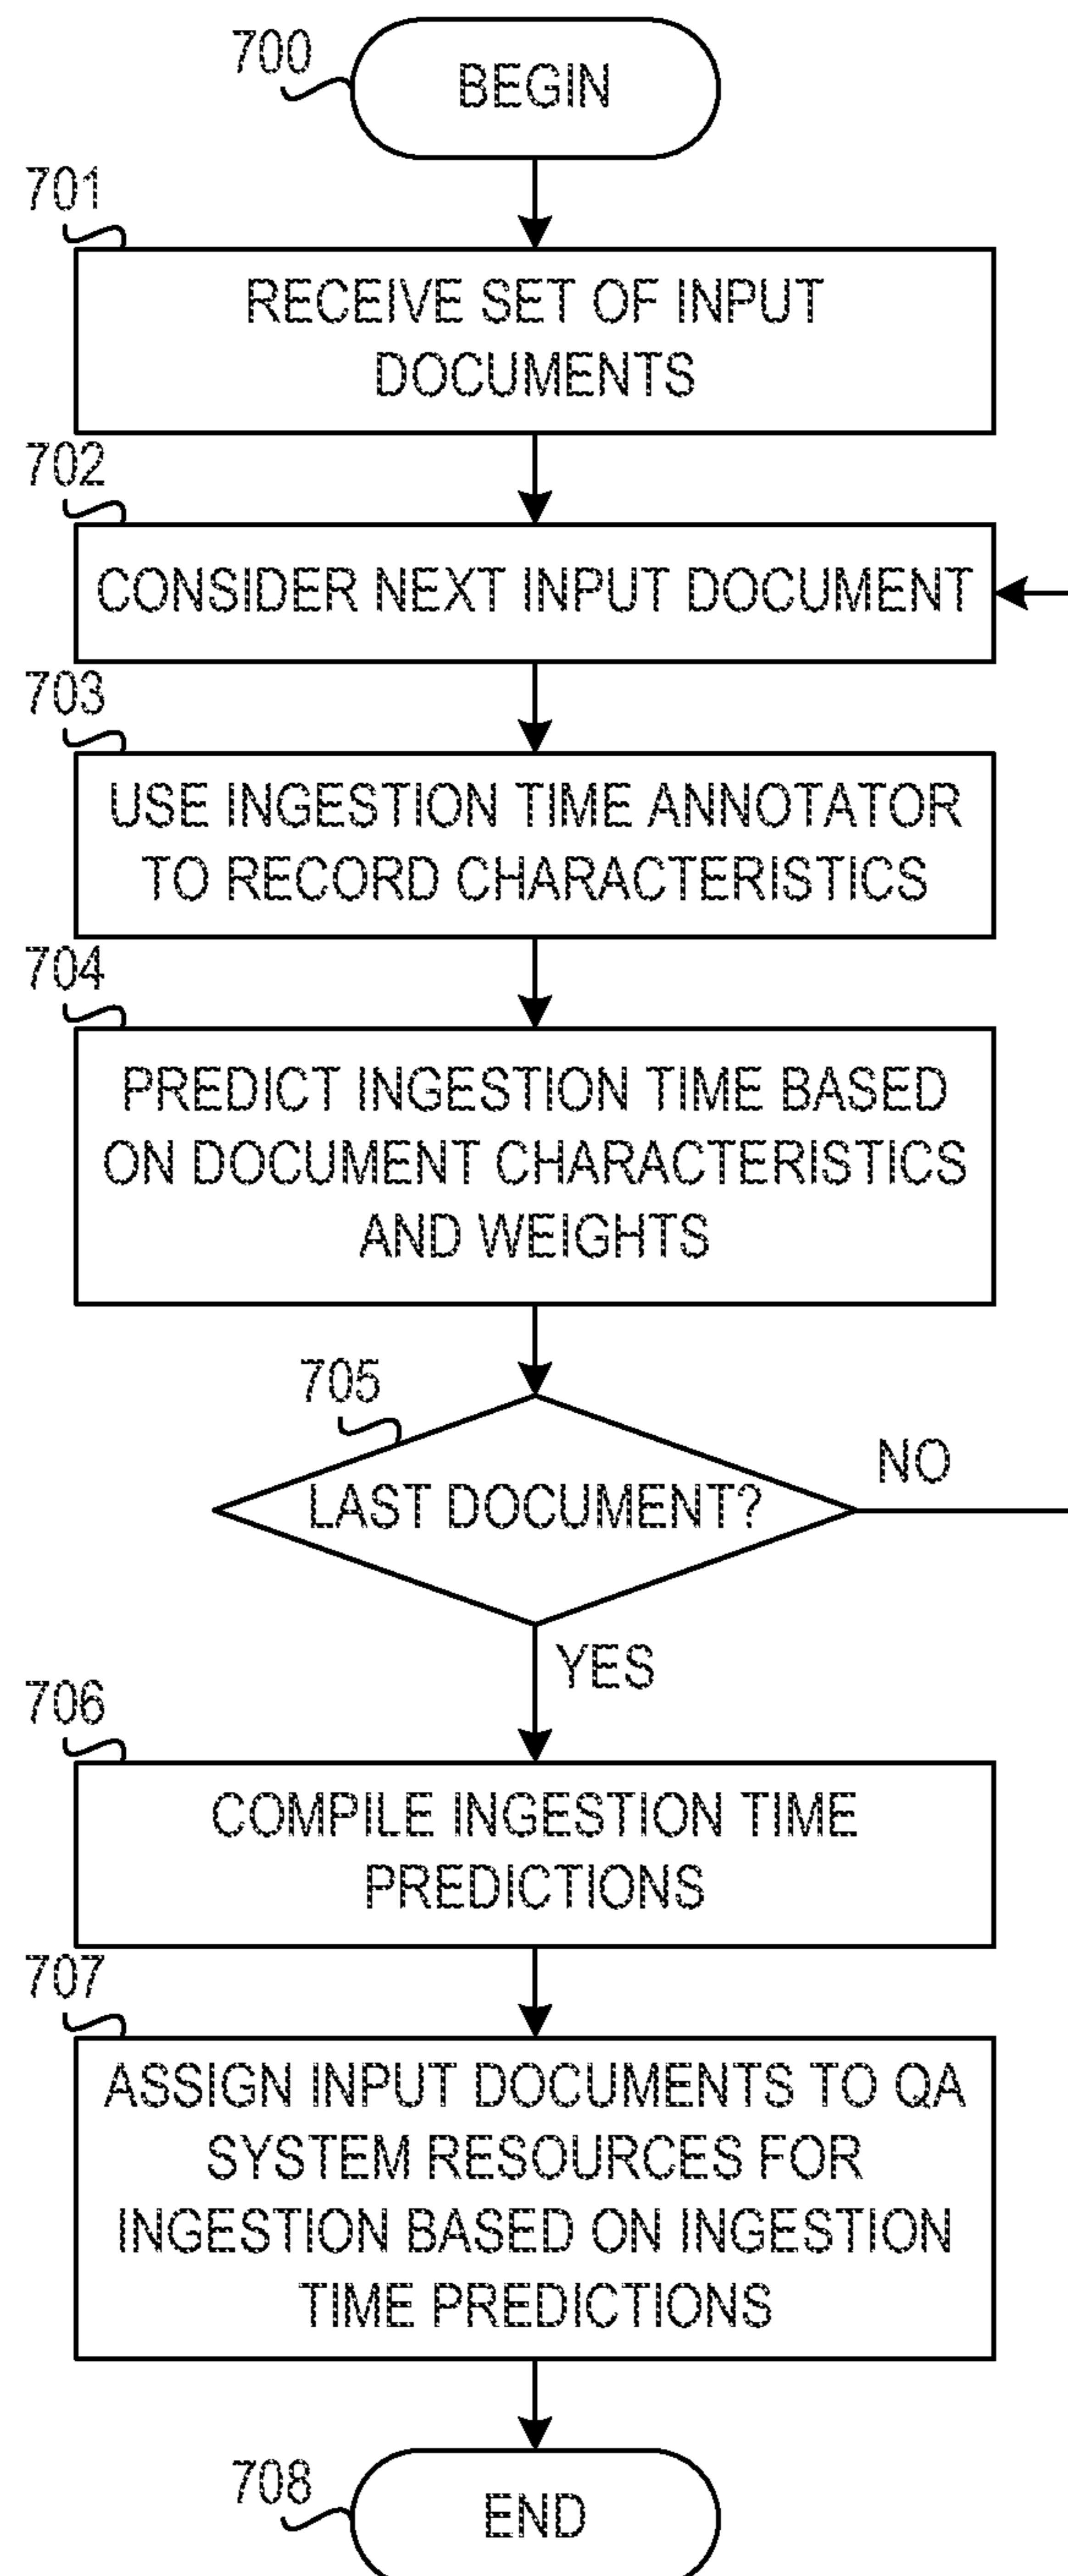 700
BEGIN
701
RECEIVE SET OF INPUT
DOCUMENTS
702
CONSIDER NEXT INPUT DOCUMENT
703
USE INGESTION TIME ANNOTATOR
TO RECORD CHARACTERISTICS
704
PREDICT INGESTION TIME BASED
ON DOCUMENT CHARACTERISTICS
AND WEIGHTS
705
LAST DOCUMENT?
NO
YES
706
COMPILE INGESTION TIME
PREDICTIONS
707
ASSIGN INPUT DOCUMENTS TO QA
SYSTEM RESOURCES FOR
INGESTION BASED ON INGESTION
TIME PREDICTIONS
708
END